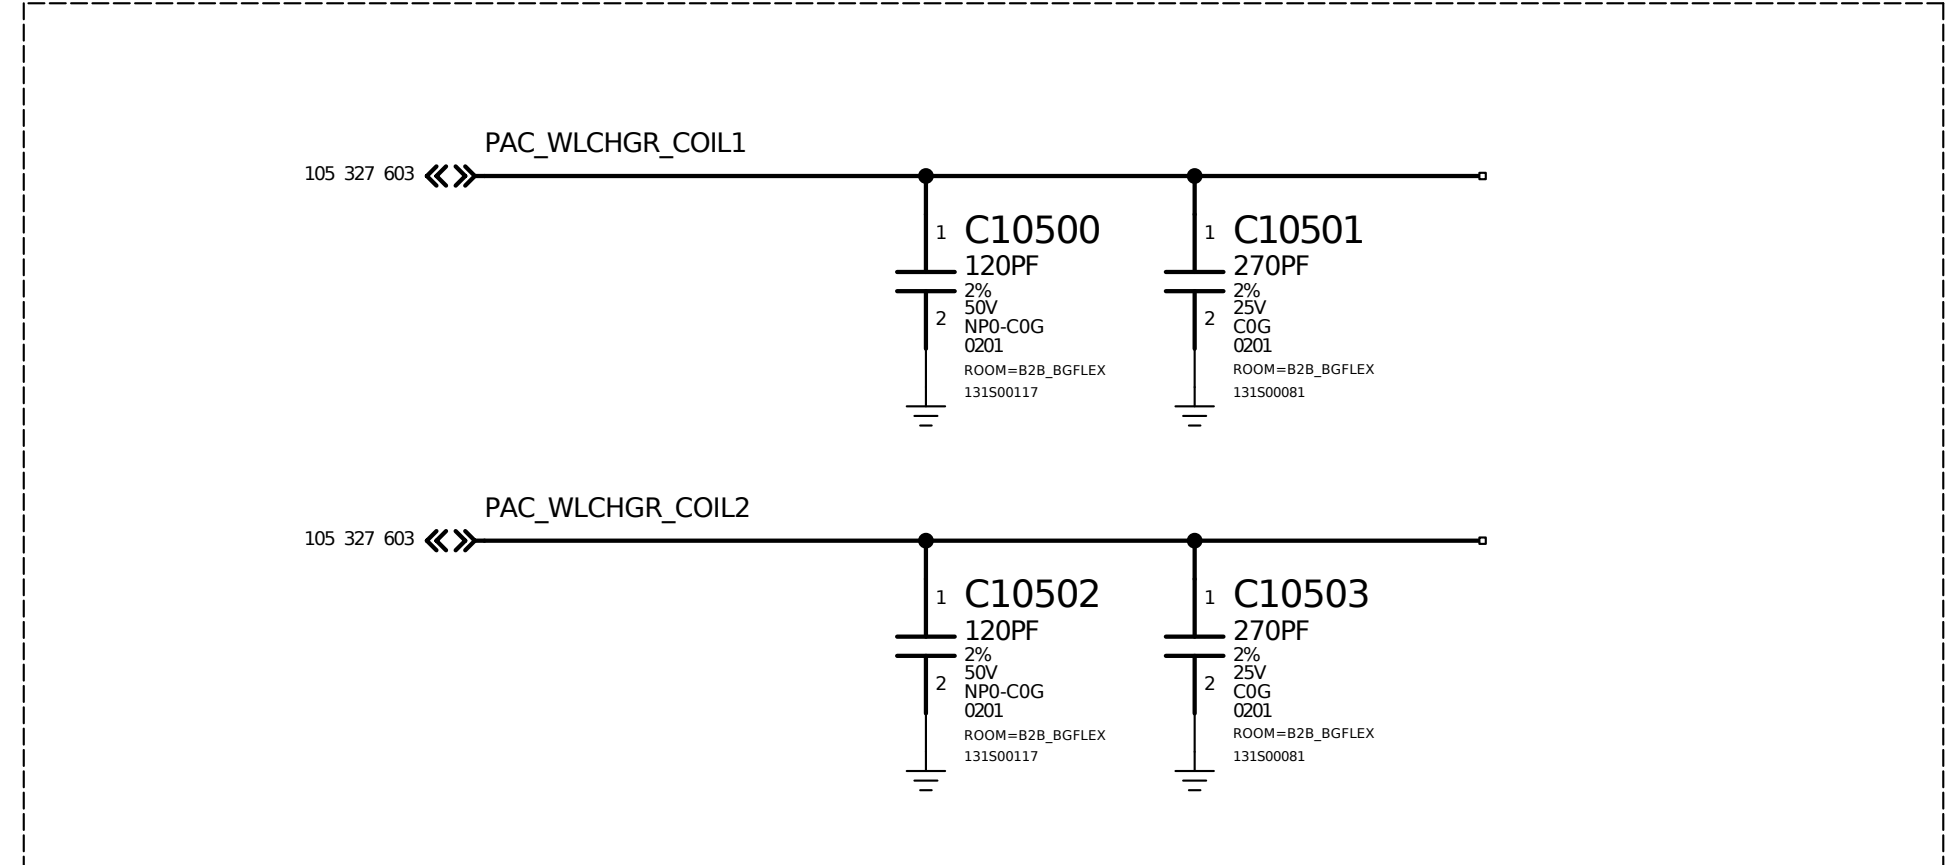 PAC_WLCHGR_COIL1
105 327 603
1 C10500
120PF
2%
50V
2
NP0-C0G
0201
ROOM=B2B_BGFLEX
131S00117
1 C10501
270PF
2%
25V
2
C0G
0201
ROOM=B2B_BGFLEX
131S00081
PAC_WLCHGR_COIL2
105 327 603
1 C10502
120PF
2%
50V
2
NP0-C0G
0201
ROOM=B2B_BGFLEX
131S00117
1 C10503
270PF
2%
25V
2
C0G
0201
ROOM=B2B_BGFLEX
131S00081